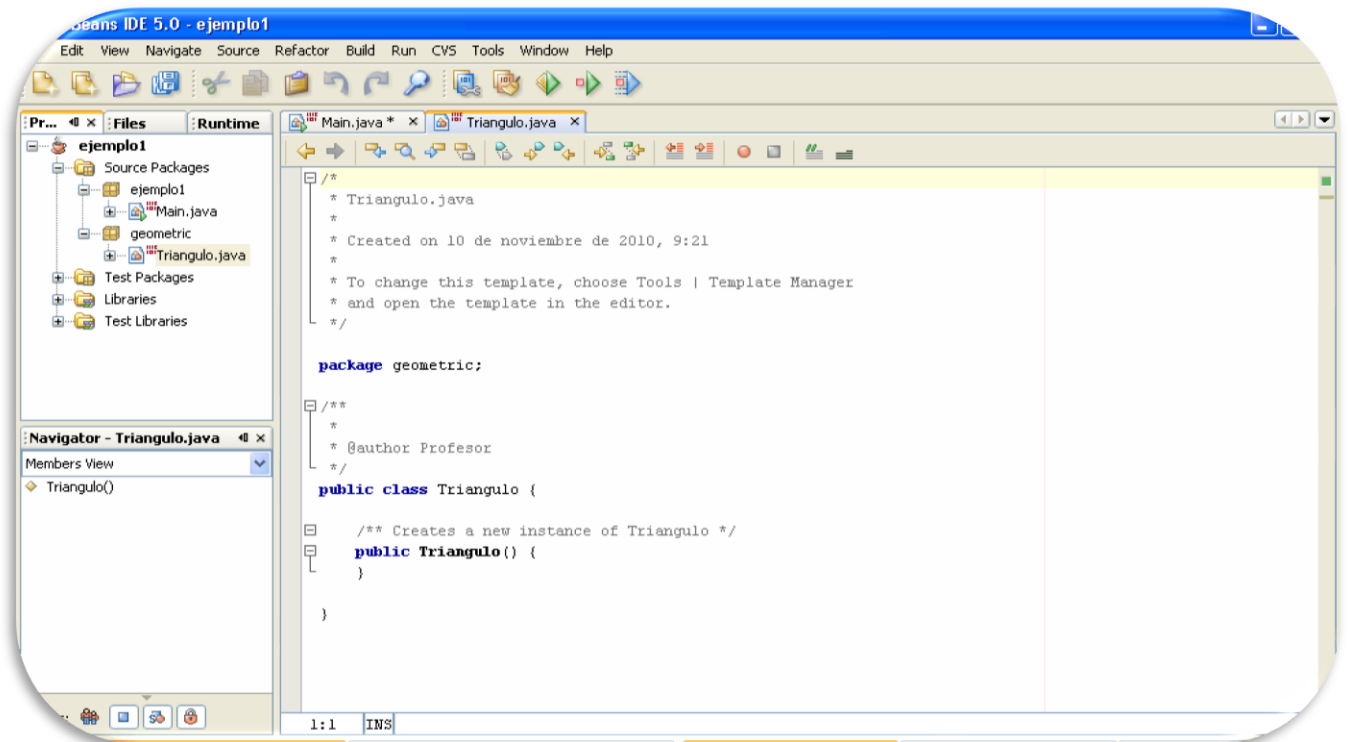 Beans IDE 5.0 - ejemplo1
Edit View Navigate Source Refactor Build Run CVS Tools Window Help
Pr... Files Runtime
Main.java * Triangulo.java
ejemplo1
Source Packages
ejemplo1
Main.java
geometric
Triangulo.java
Test Packages
Libraries
Test Libraries
Navigator - Triangulo.java
Members View
Triangulo()
/*
* Triangulo.java
*
* Created on 10 de noviembre de 2010, 9:21
*
* To change this template, choose Tools | Template Manager
* and open the template in the editor.
*/
package geometric;
/**
*
* @author Profesor
*/
public class Triangulo {
/** Creates a new instance of Triangulo */
public Triangulo() {
}
}
1:1 INS